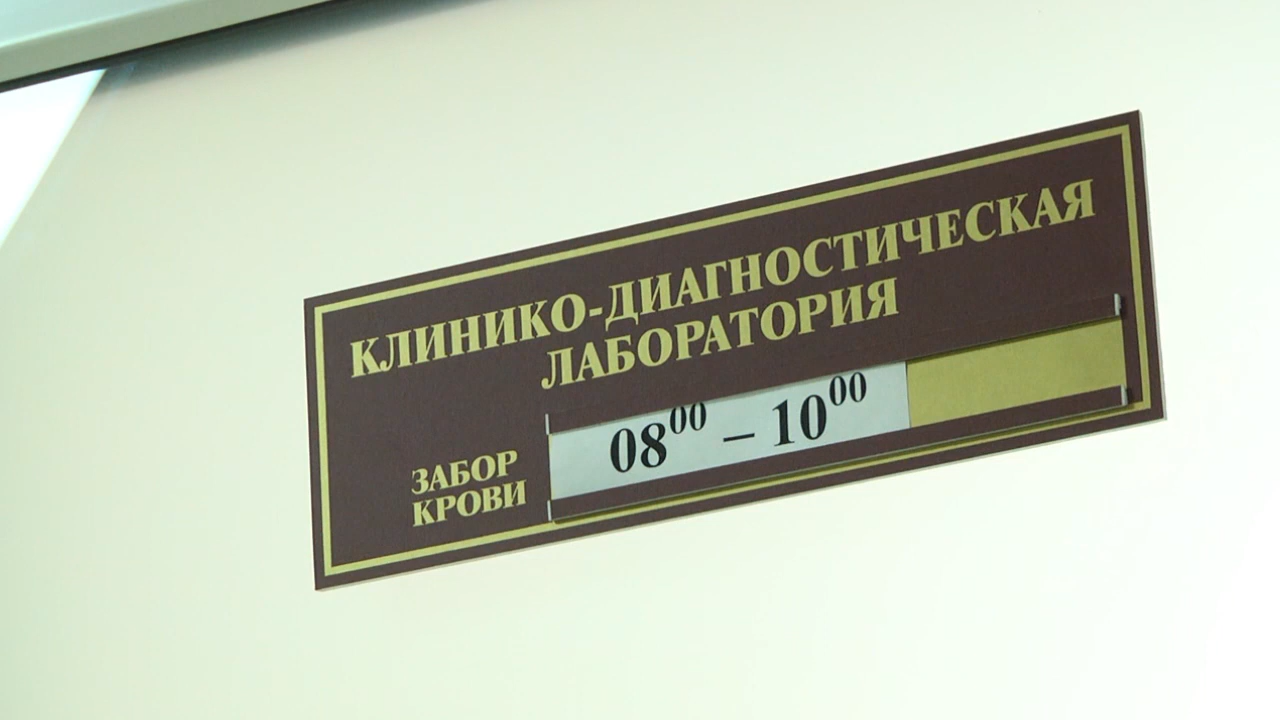 КЛИНИКО-ДИАГНОСТИЧЕСКАЯ
ЛАБОРАТОРИЯ
ЗАБОР
КРОВИ
08⁰⁰ – 10⁰⁰